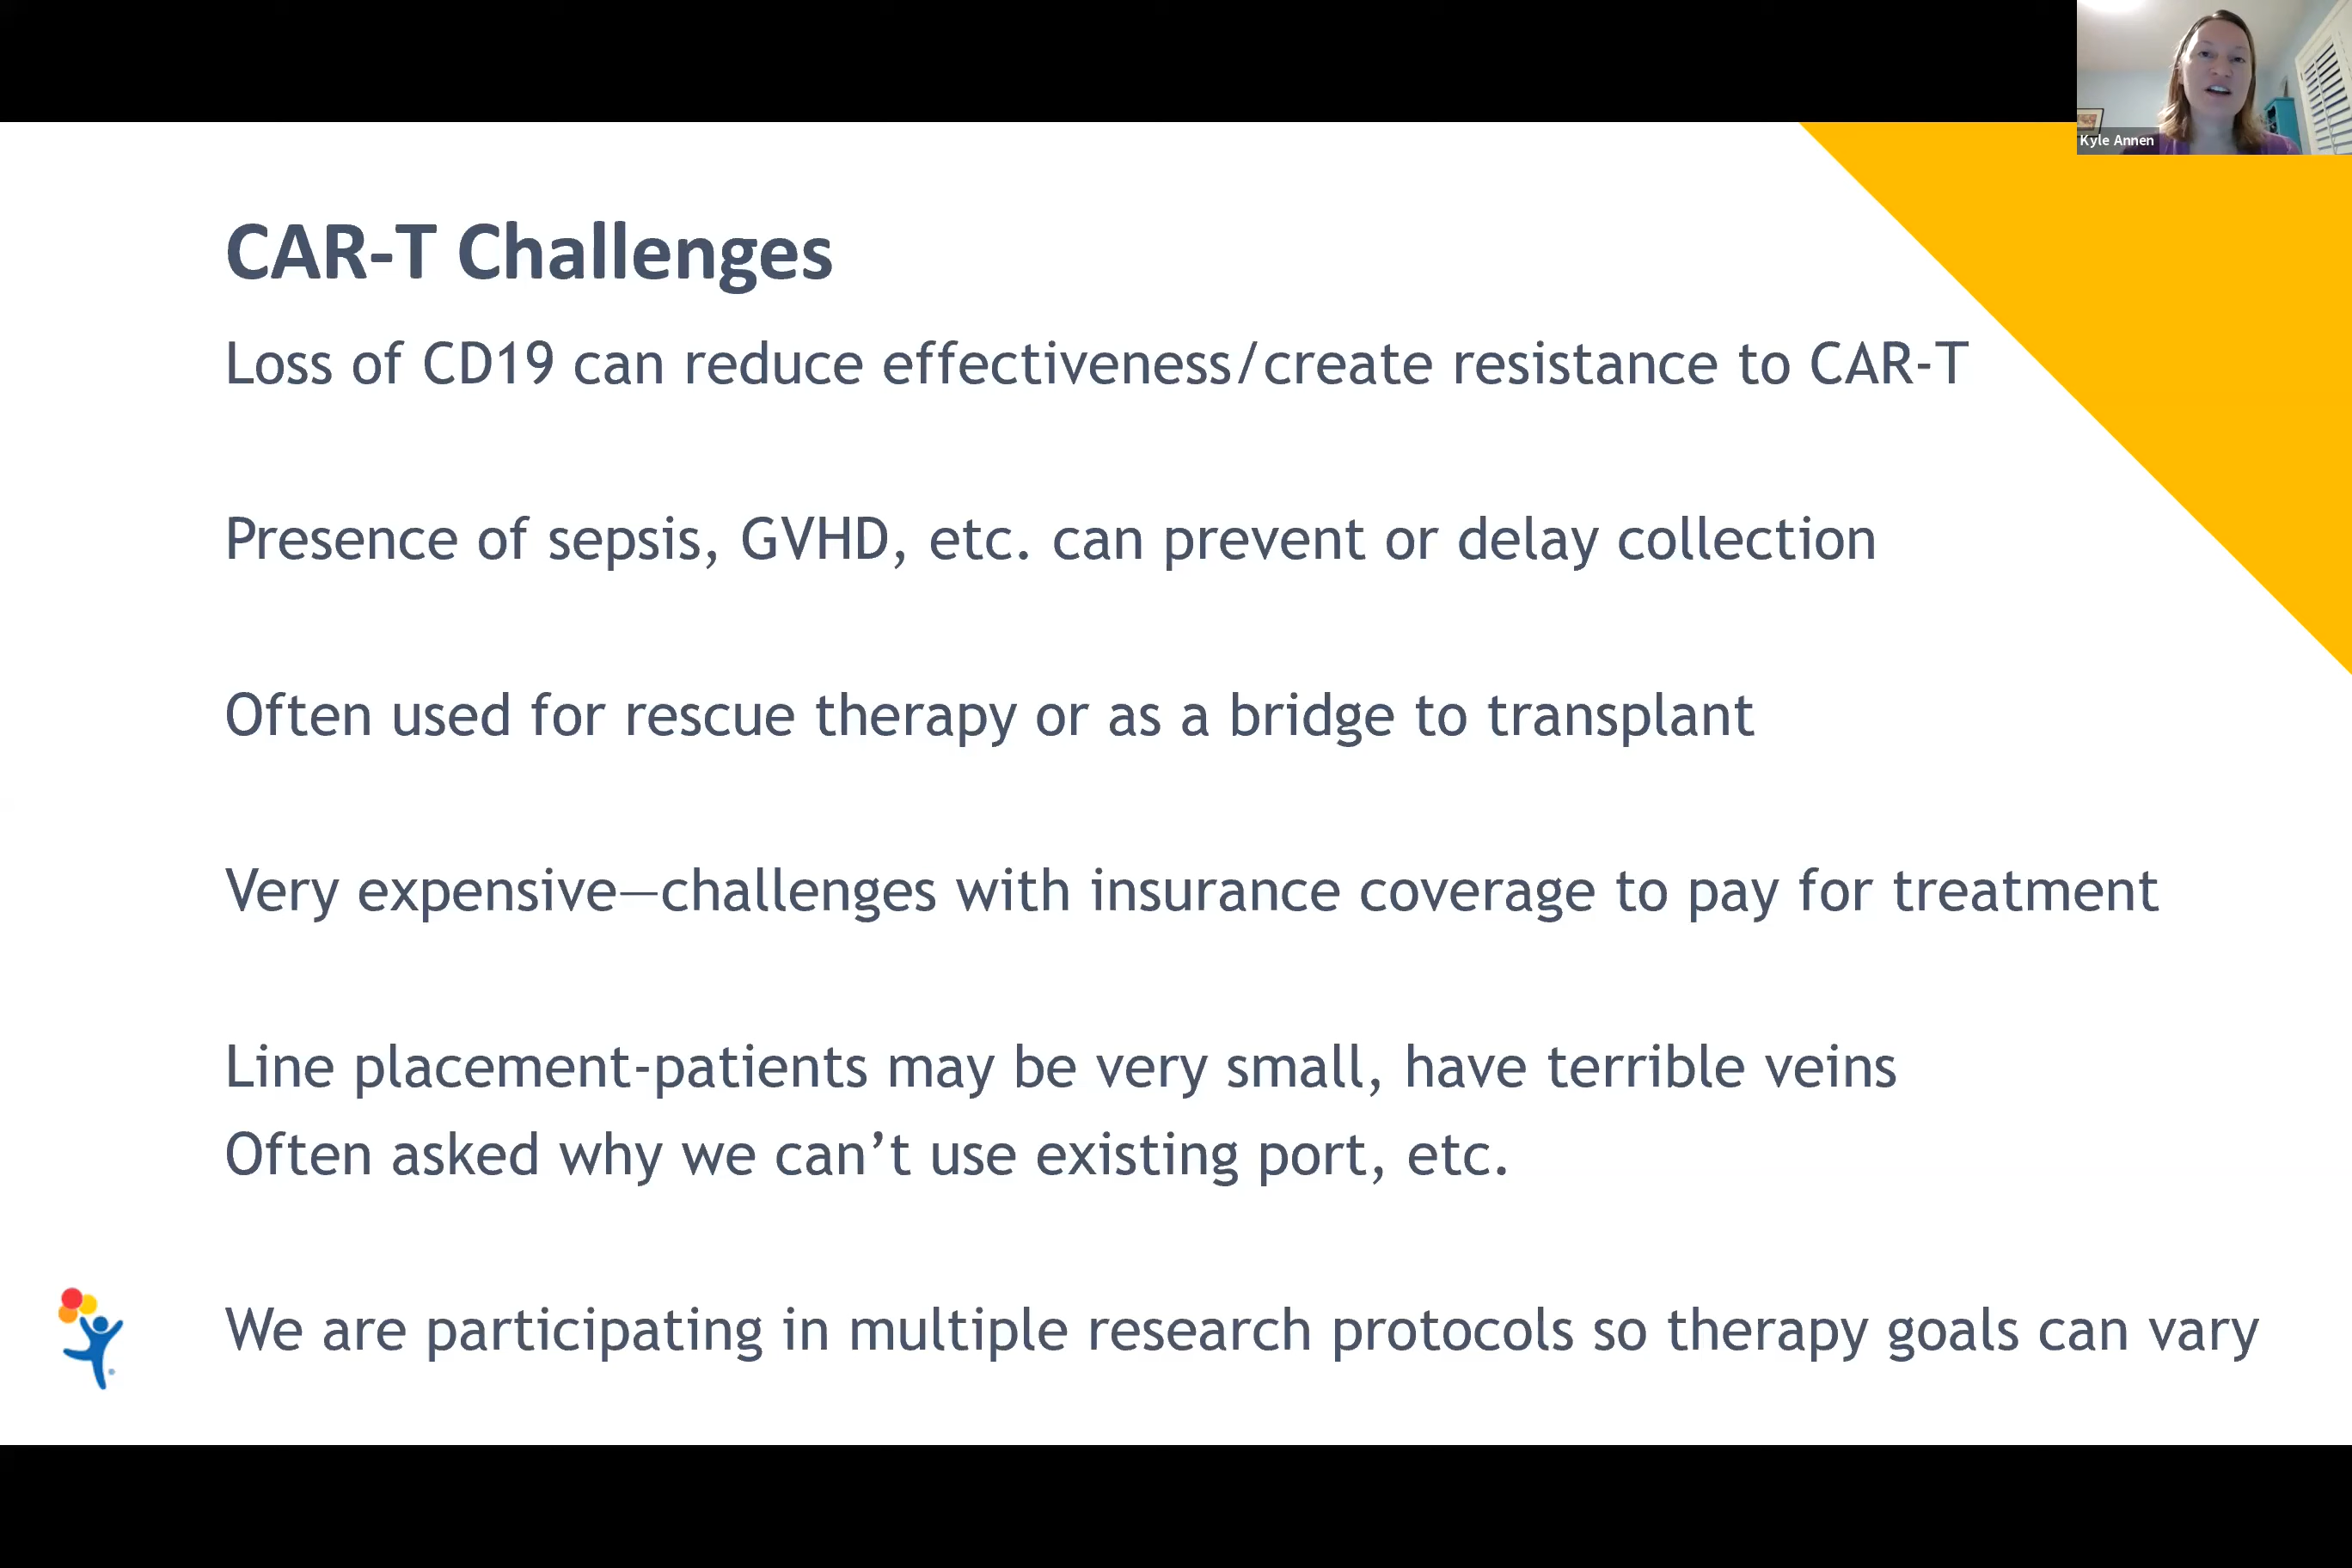 Kyle Annen
CAR-T Challenges
Loss of CD19 can reduce effectiveness/create resistance to CAR-T
Presence of sepsis, GVHD, etc. can prevent or delay collection
Often used for rescue therapy or as a bridge to transplant
Very expensive—challenges with insurance coverage to pay for treatment
Line placement-patients may be very small, have terrible veins
Often asked why we can’t use existing port, etc.
We are participating in multiple research protocols so therapy goals can vary